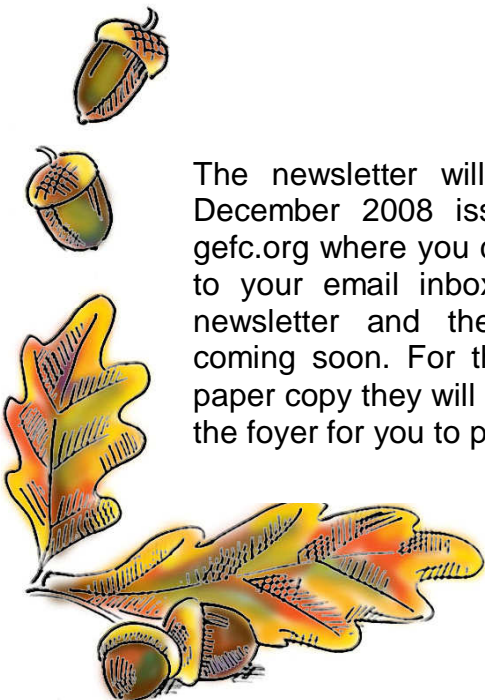 The newsletter will
December 2008 iss
gefc.org where you c
to your email inbox
newsletter and the
coming soon. For th
paper copy they will
the foyer for you to p